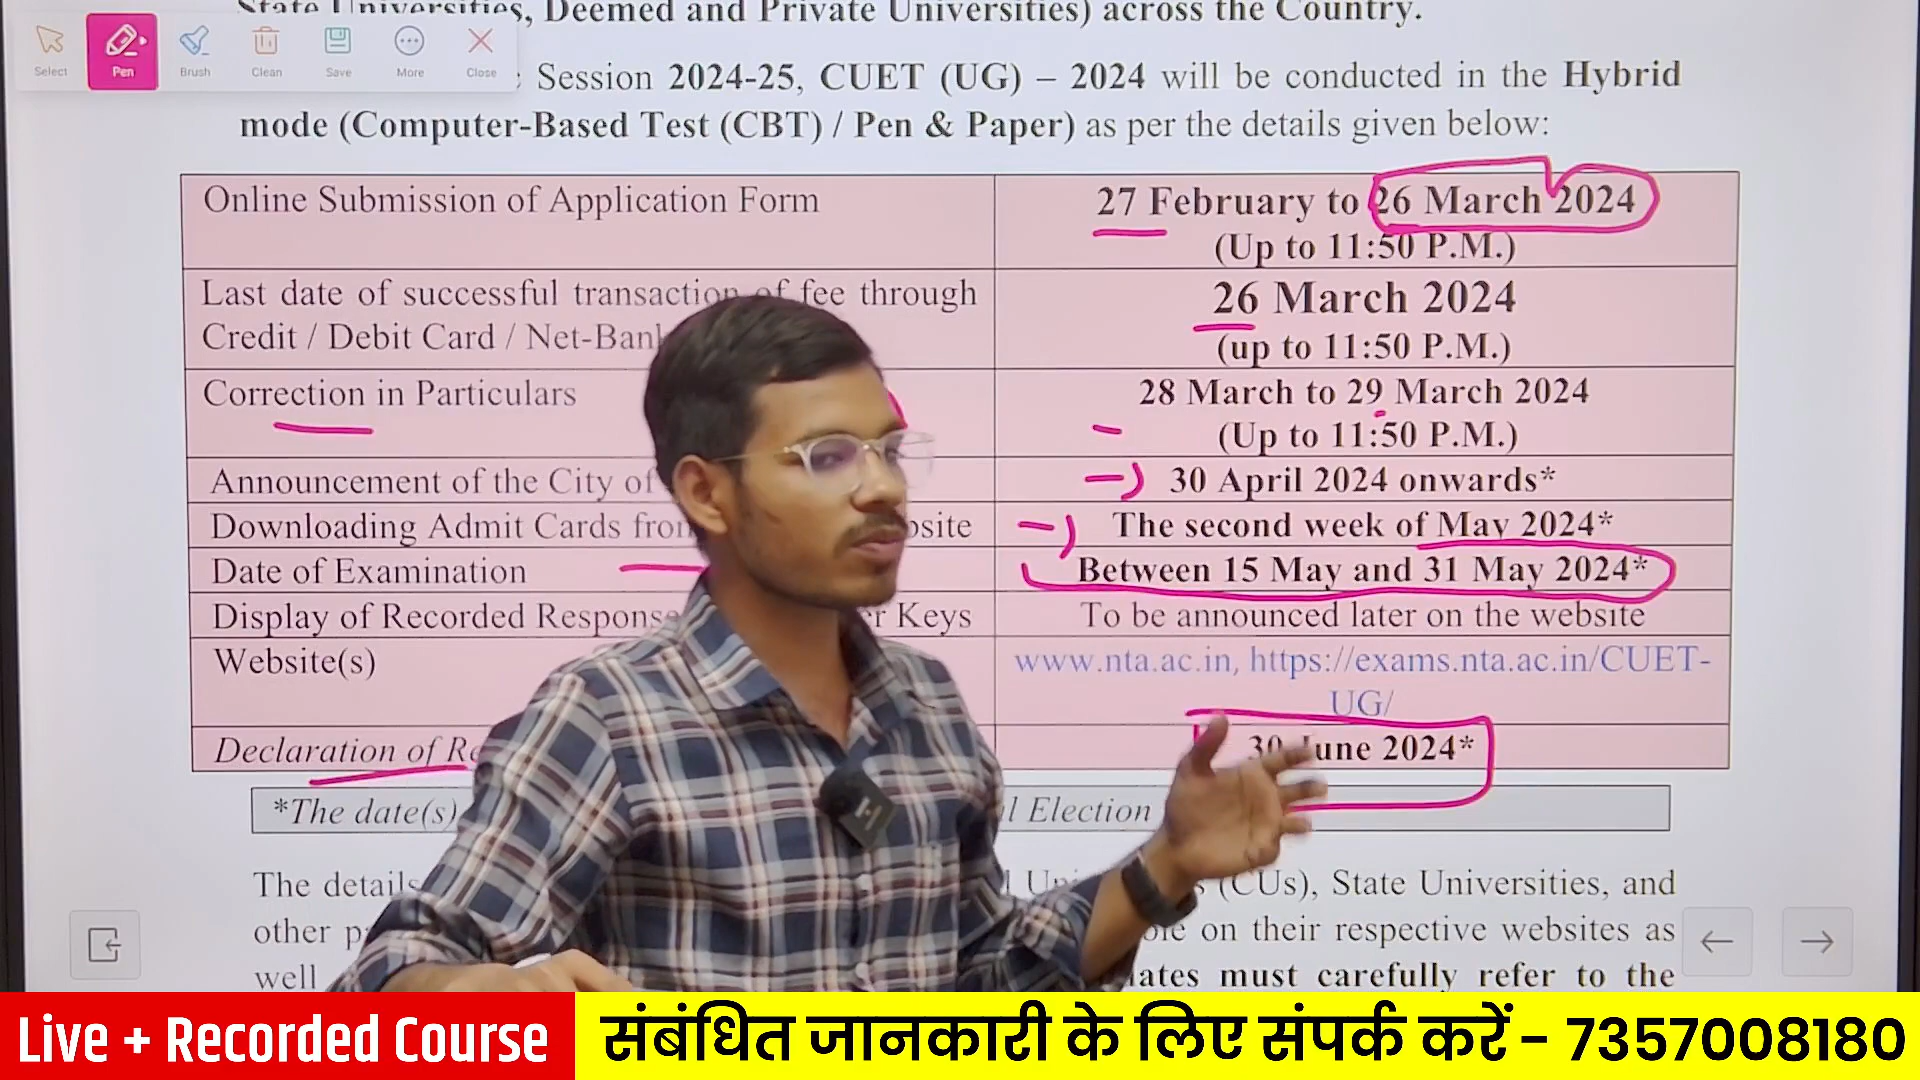 State Universities, Deemed and Private Universities) across the Country.
Select
Pen
Brush
Clean
Save
More
Close
Session 2024-25, CUET (UG) – 2024 will be conducted in the Hybrid
mode (Computer-Based Test (CBT) / Pen & Paper) as per the details given below:
Online Submission of Application Form
27 February to 26 March 2024
(Up to 11:50 P.M.)
Last date of successful transaction of fee through
Credit / Debit Card / Net-Bank
26 March 2024
(up to 11:50 P.M.)
Correction in Particulars
28 March to 29 March 2024
(Up to 11:50 P.M.)
Announcement of the City of
30 April 2024 onwards*
Downloading Admit Cards from
The second week of May 2024*
Date of Examination
Between 15 May and 31 May 2024*
Display of Recorded Respons Keys
To be announced later on the website
Website(s)
www.nta.ac.in, https://exams.nta.ac.in/CUET-
UG/
Declaration of Re
30 June 2024*
*The date(s) Election
The details (CUs), State Universities, and
other on their respective websites as
well must carefully refer to the
Live + Recorded Course
संबंधित जानकारी के लिए संपर्क करें – 7357008180